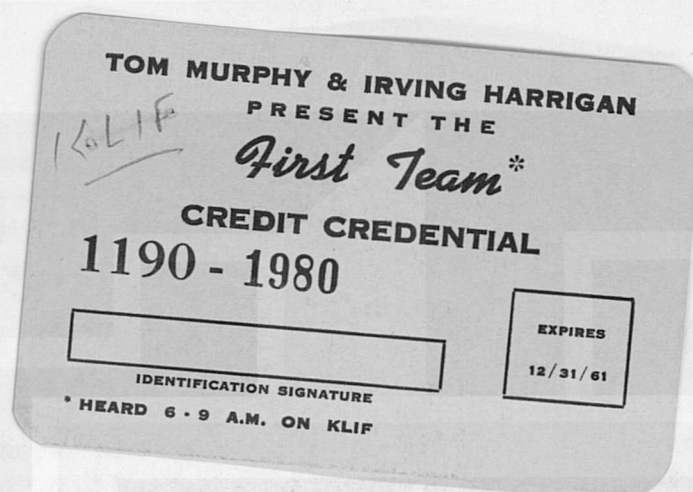 TOM MURPHY & IRVING HARRIGAN
PRESENT THE
KLIF
First Team*
CREDIT CREDENTIAL
1190 - 1980
EXPIRES
12/31/61
IDENTIFICATION SIGNATURE
* HEARD 6 - 9 A.M. ON KLIF